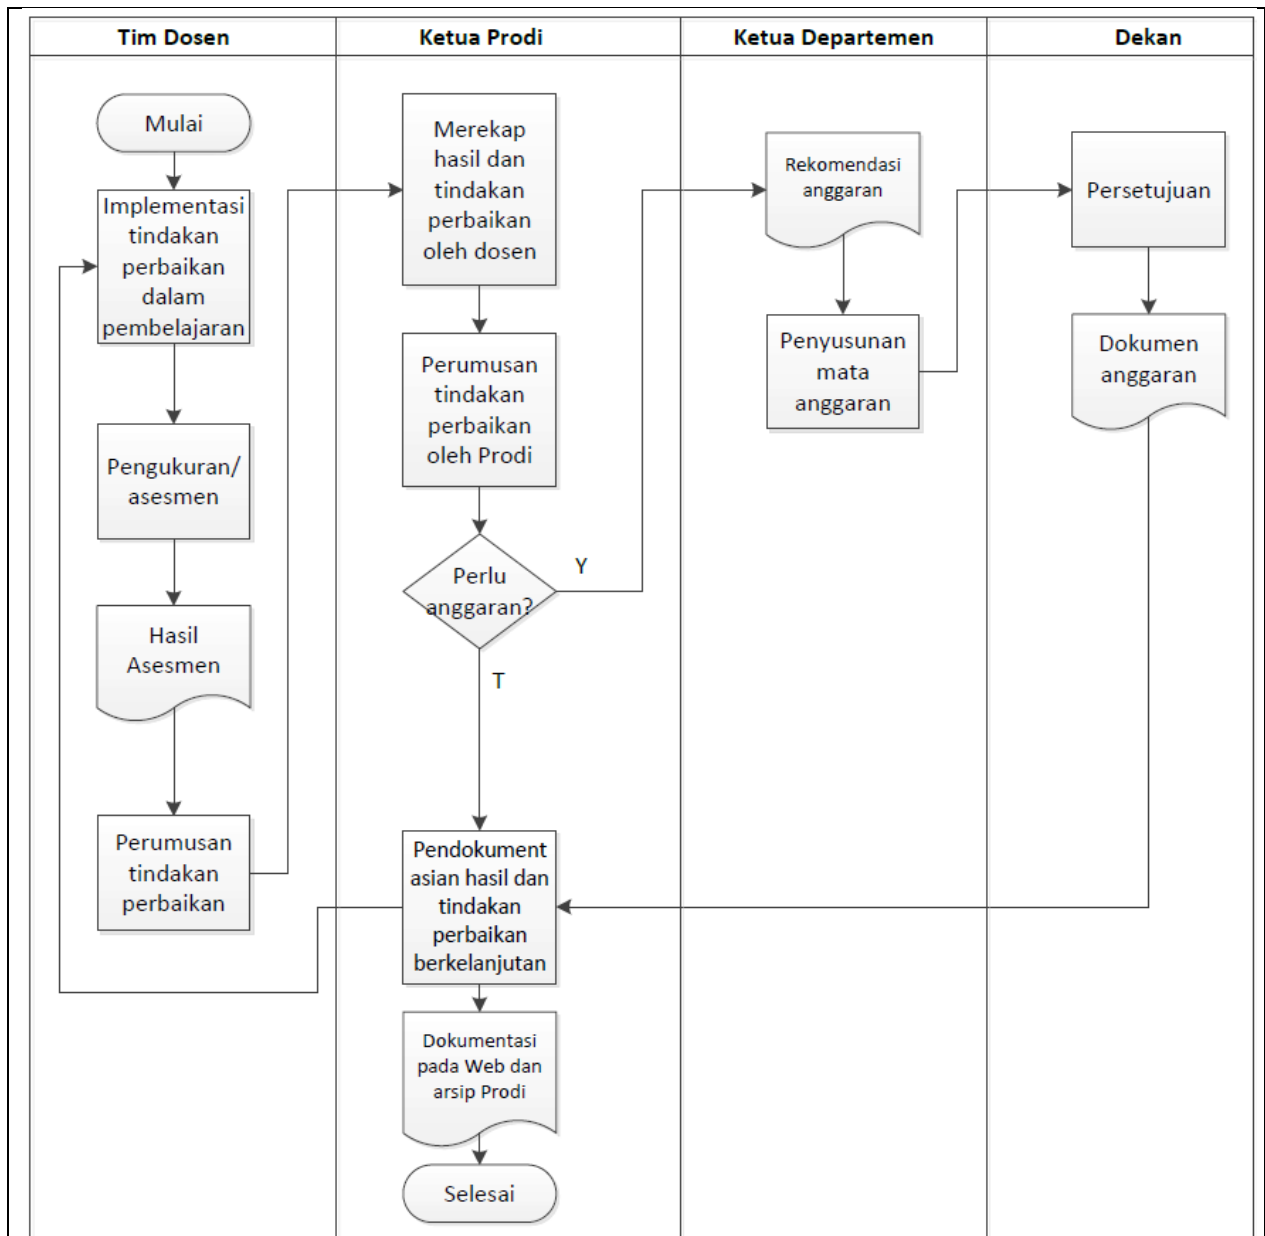 Tim Dosen
Ketua Prodi
Ketua Departemen
Dekan
Mulai
Implementasi
tindakan
perbaikan
dalam
pembelajaran
Pengukuran/
asesmen
Hasil
Asesmen
Perumusan
tindakan
perbaikan
Merekap
hasil dan
tindakan
perbaikan
oleh dosen
Perumusan
tindakan
perbaikan
oleh Prodi
Perlu
anggaran?
Y
T
Pendokument
asian hasil dan
tindakan
perbaikan
berkelanjutan
Dokumentasi
pada Web dan
arsip Prodi
Selesai
Rekomendasi
anggaran
Penyusunan
mata
anggaran
Persetujuan
Dokumen
anggaran